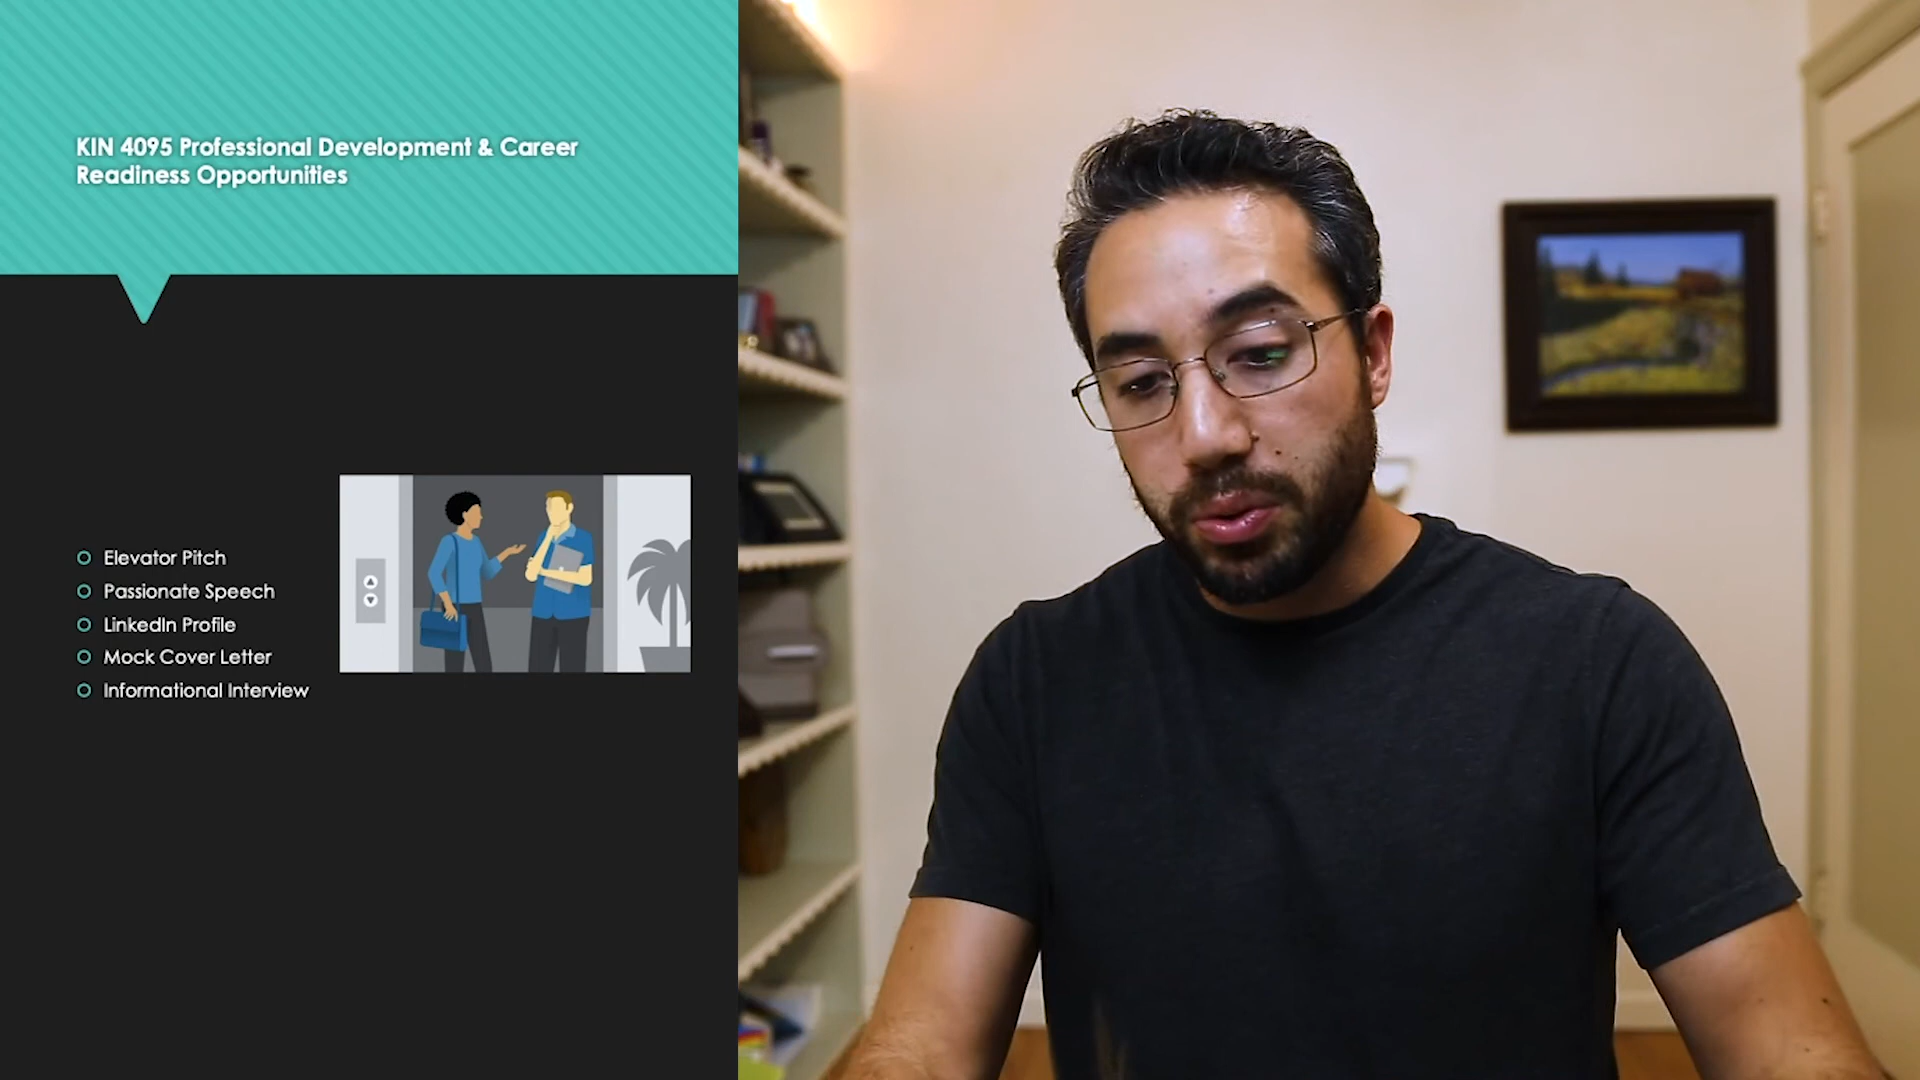 KIN 4095 Professional Development & Career
Readiness Opportunities
Elevator Pitch
Passionate Speech
LinkedIn Profile
Mock Cover Letter
Informational Interview